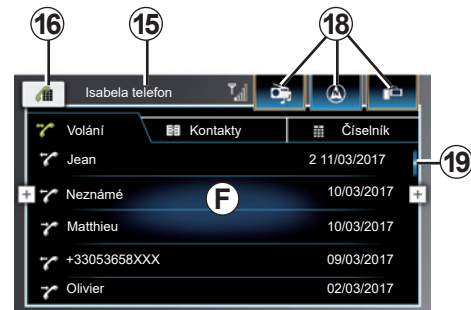 16 15 18
Isabela telefon
Volání Kontakty Číselník
Jean 2 11/03/2017
19
Neznámé 10/03/2017
F
Matthieu 10/03/2017
+33053658XXX 09/03/2017
Olivier 02/03/2017